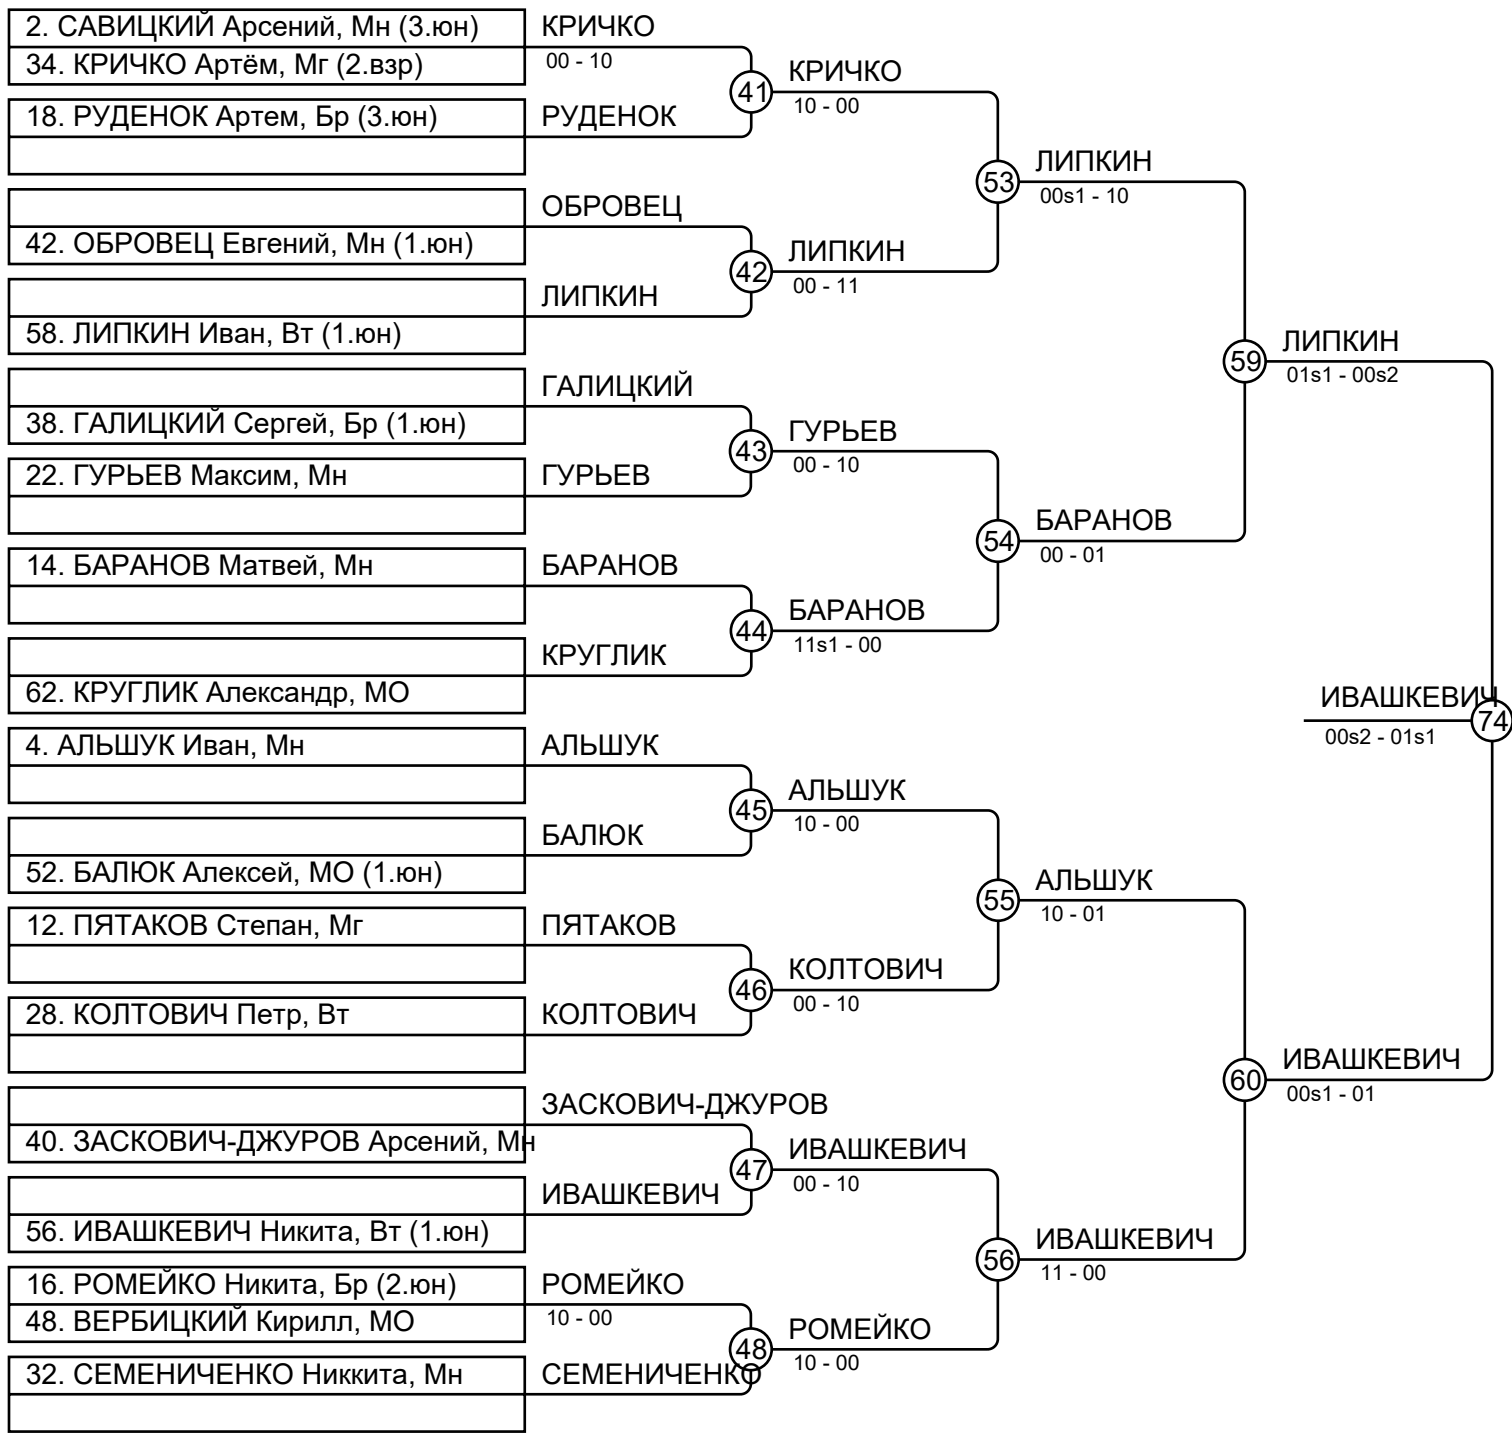 2. САВИЦКИЙ Арсений, Мн (3.юн)
34. КРИЧКО Артём, Мг (2.взр)
18. РУДЕНОК Артем, Бр (3.юн)
42. ОБРОВЕЦ Евгений, Мн (1.юн)
58. ЛИПКИН Иван, Вт (1.юн)
38. ГАЛИЦКИЙ Сергей, Бр (1.юн)
22. ГУРЬЕВ Максим, Мн
14. БАРАНОВ Матвей, Мн
62. КРУГЛИК Александр, МО
4. АЛЬШУК Иван, Мн
52. БАЛЮК Алексей, МО (1.юн)
12. ПЯТАКОВ Степан, Мг
28. КОЛТОВИЧ Петр, Вт
40. ЗАСКОВИЧ-ДЖУРОВ Арсений, Мн
56. ИВАШКЕВИЧ Никита, Вт (1.юн)
16. РОМЕЙКО Никита, Бр (2.юн)
48. ВЕРБИЦКИЙ Кирилл, МО
32. СЕМЕНИЧЕНКО Никкита, Мн
КРИЧКО
00 - 10
РУДЕНОК
ОБРОВЕЦ
ЛИПКИН
ГАЛИЦКИЙ
ГУРЬЕВ
БАРАНОВ
КРУГЛИК
АЛЬШУК
БАЛЮК
ПЯТАКОВ
КОЛТОВИЧ
ЗАСКОВИЧ-ДЖУРОВ
ИВАШКЕВИЧ
РОМЕЙКО
10 - 00
СЕМЕНИЧЕНКО
41
КРИЧКО
10 - 00
42
ЛИПКИН
00 - 11
43
ГУРЬЕВ
00 - 10
44
БАРАНОВ
11s1 - 00
45
АЛЬШУК
10 - 00
46
КОЛТОВИЧ
00 - 10
47
ИВАШКЕВИЧ
00 - 10
48
РОМЕЙКО
10 - 00
53
ЛИПКИН
00s1 - 10
54
БАРАНОВ
00 - 01
55
АЛЬШУК
10 - 01
56
ИВАШКЕВИЧ
11 - 00
59
ЛИПКИН
01s1 - 00s2
60
ИВАШКЕВИЧ
00s1 - 01
ИВАШКЕВИЧ
74
00s2 - 01s1